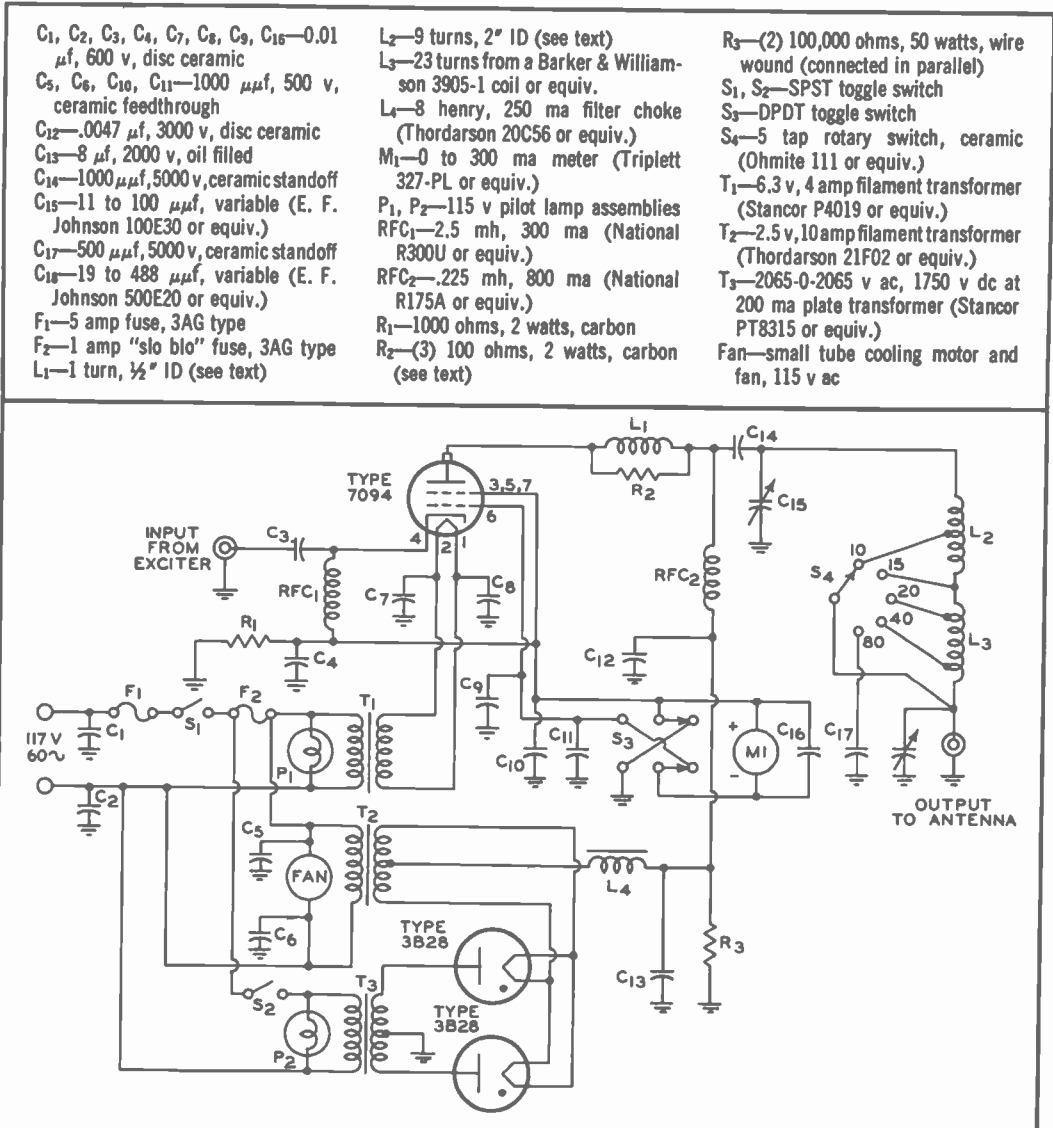 C₁, C₂, C₃, C₄, C₇, C₈, C₉, C₁₆—0.01
μf, 600 v, disc ceramic
C₅, C₆, C₁₀, C₁₁—1000 μμf, 500 v,
ceramic feedthrough
C₁₂—.0047 μf, 3000 v, disc ceramic
C₁₃—8 μf, 2000 v, oil filled
C₁₄—1000 μμf, 5000 v, ceramic standoff
C₁₅—11 to 100 μμf, variable (E. F.
Johnson 100E30 or equiv.)
C₁₇—500 μμf, 5000 v, ceramic standoff
C₁₈—19 to 488 μμf, variable (E. F.
Johnson 500E20 or equiv.)
F₁—5 amp fuse, 3AG type
F₂—1 amp "slo blo" fuse, 3AG type
L₁—1 turn, ½" ID (see text)
L₂—9 turns, 2" ID (see text)
L₃—23 turns from a Barker & William-
son 3905-1 coil or equiv.
L₄—8 henry, 250 ma filter choke
(Thordarson 20C56 or equiv.)
M₁—0 to 300 ma meter (Triplett
327-PL or equiv.)
P₁, P₂—115 v pilot lamp assemblies
RFC₁—2.5 mh, 300 ma (National
R300U or equiv.)
RFC₂—.225 mh, 800 ma (National
R175A or equiv.)
R₁—1000 ohms, 2 watts, carbon
R₂—(3) 100 ohms, 2 watts, carbon
(see text)
R₃—(2) 100,000 ohms, 50 watts, wire
wound (connected in parallel)
S₁, S₂—SPST toggle switch
S₃—DPDT toggle switch
S₄—5 tap rotary switch, ceramic
(Ohmite 111 or equiv.)
T₁—6.3 v, 4 amp filament transformer
(Stancor P4019 or equiv.)
T₂—2.5 v, 10 amp filament transformer
(Thordarson 21F02 or equiv.)
T₃—2065-0-2065 v ac, 1750 v dc at
200 ma plate transformer (Stancor
PT8315 or equiv.)
Fan—small tube cooling motor and
fan, 115 v ac
L₁
C₁₄
TYPE
7094
3,5,7
R₂
6
C₁₅
INPUT
FROM
EXCITER
C₃
4 2 1
L₂
10
S₄
15
RFC₁
C₇
C₈
RFC₂
20
40
80
L₃
R₁
C₄
C₁₂
C₉
F₁
S₁
F₂
T₁
C₁
117 V
60~
P₁
C₁₀
C₁₁
S₃
+
M1
-
C₁₆
C₁₇
C₂
OUTPUT
TO ANTENNA
T₂
C₅
FAN
L₄
C₆
TYPE
3B28
R₃
C₁₃
T₃
S₂
TYPE
3B28
P₂